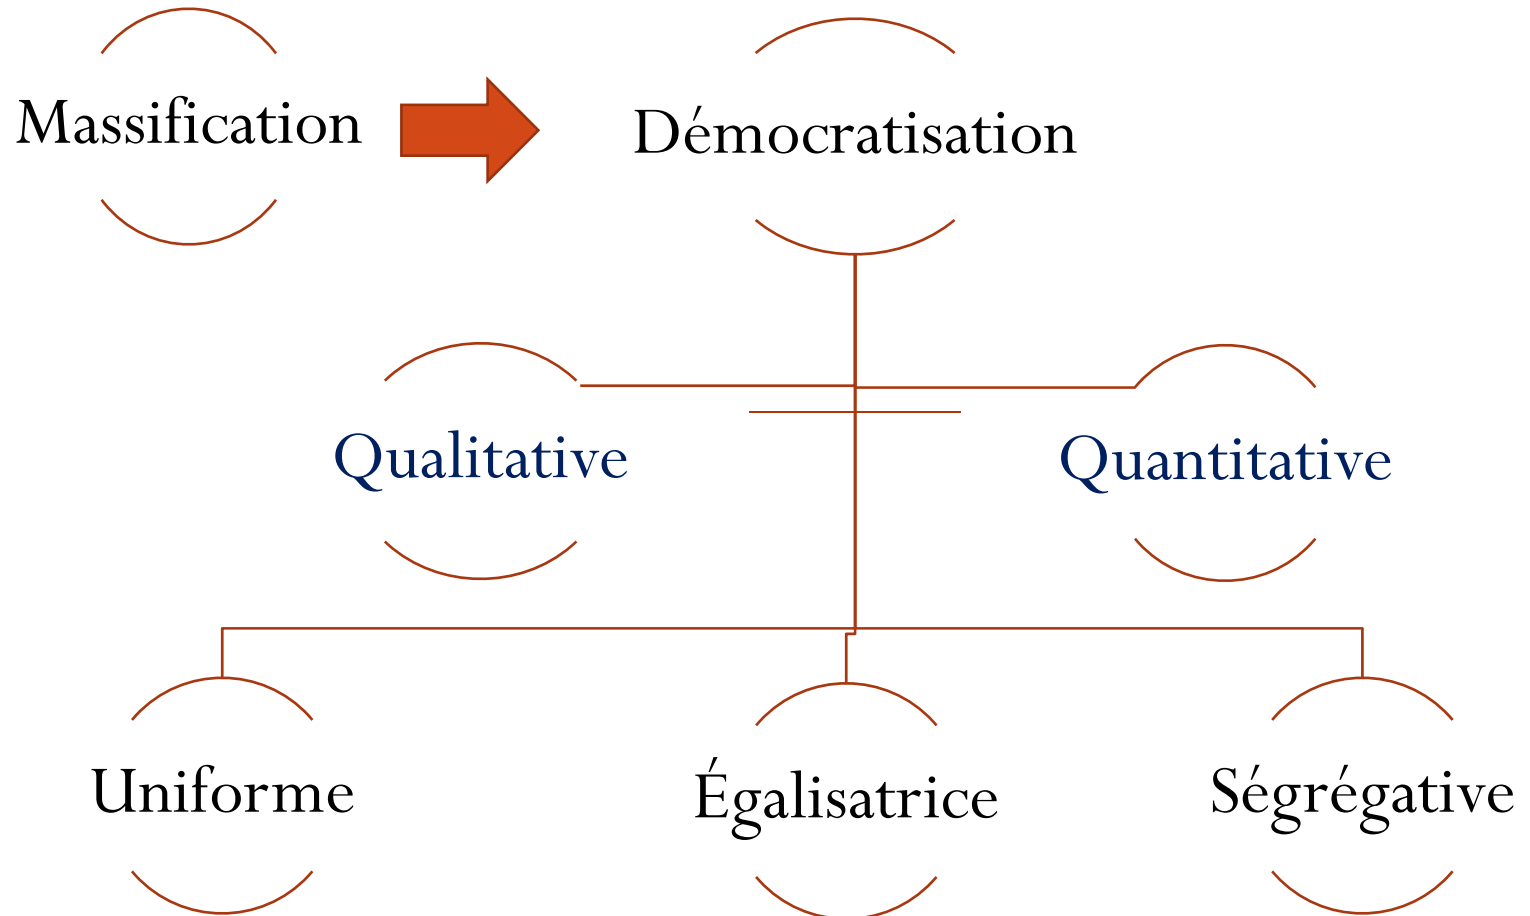 Massification
Démocratisation
Qualitative
Quantitative
Uniforme
Égalisatrice
Ségrégative